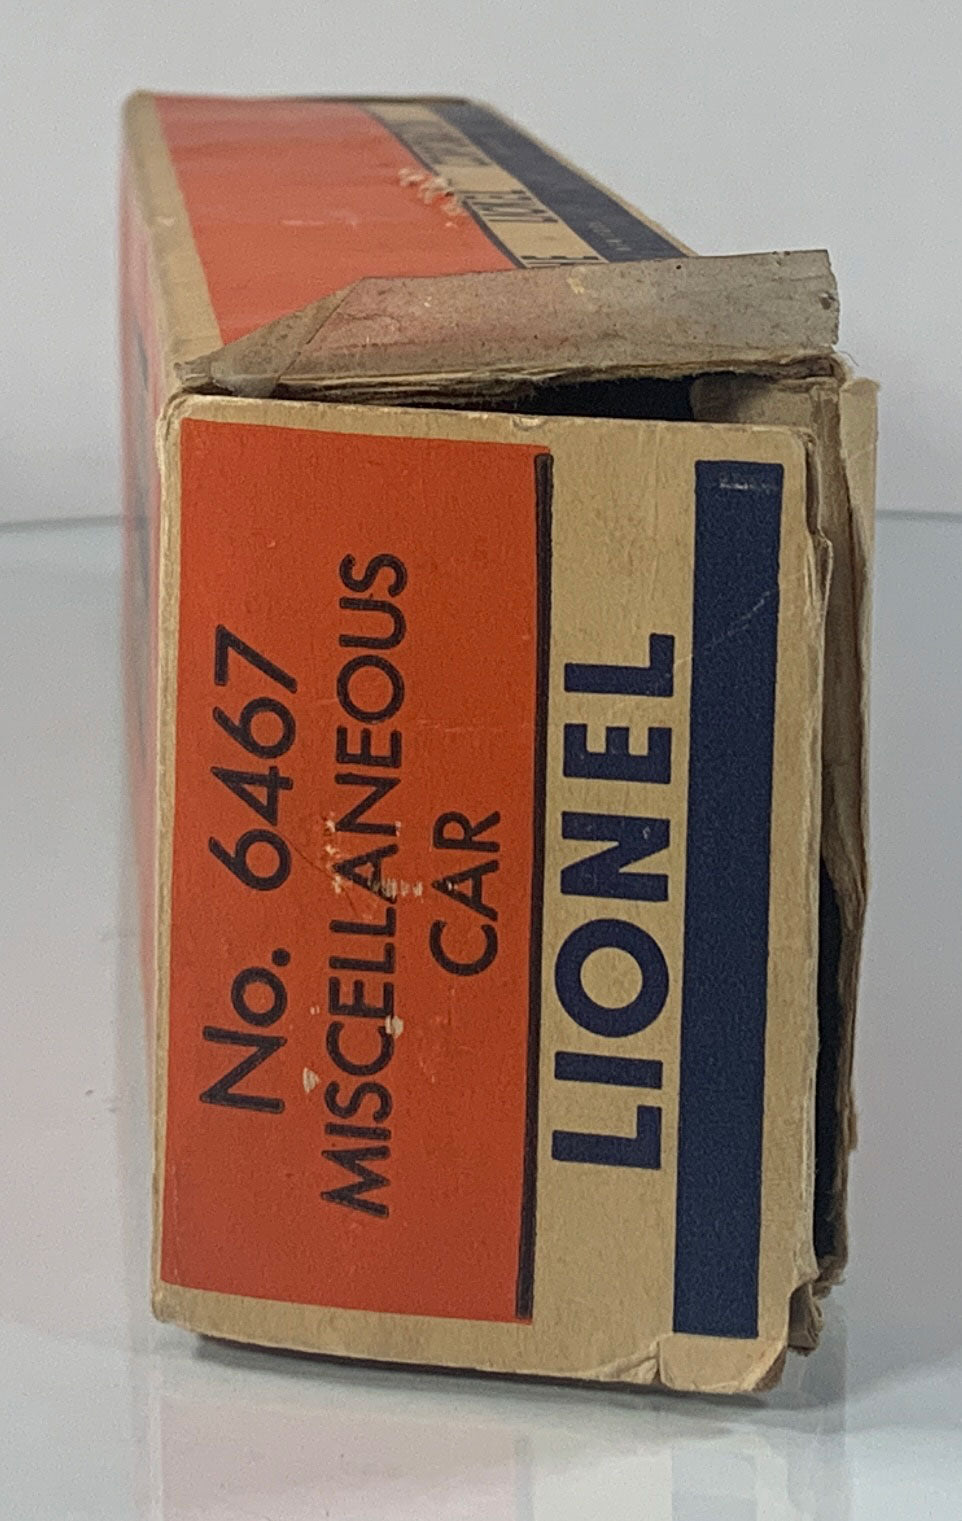 No. 6467
MISCELLANEOUS
CAR
LIONEL